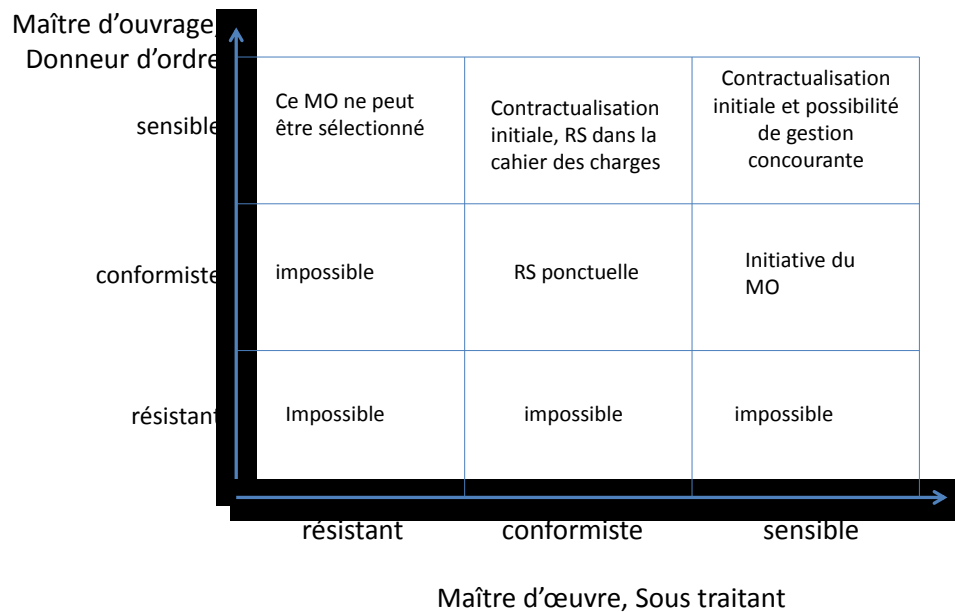 Maître d’ouvrage,
Donneur d’ordre
sensible
Ce MO ne peut
être sélectionné
Contractualisation
initiale, RS dans la
cahier des charges
Contractualisation
initiale et possibilité
de gestion
concourante
conformiste
impossible
RS ponctuelle
Initiative du
MO
résistant
Impossible
impossible
impossible
résistant
conformiste
sensible
Maître d’œuvre, Sous traitant